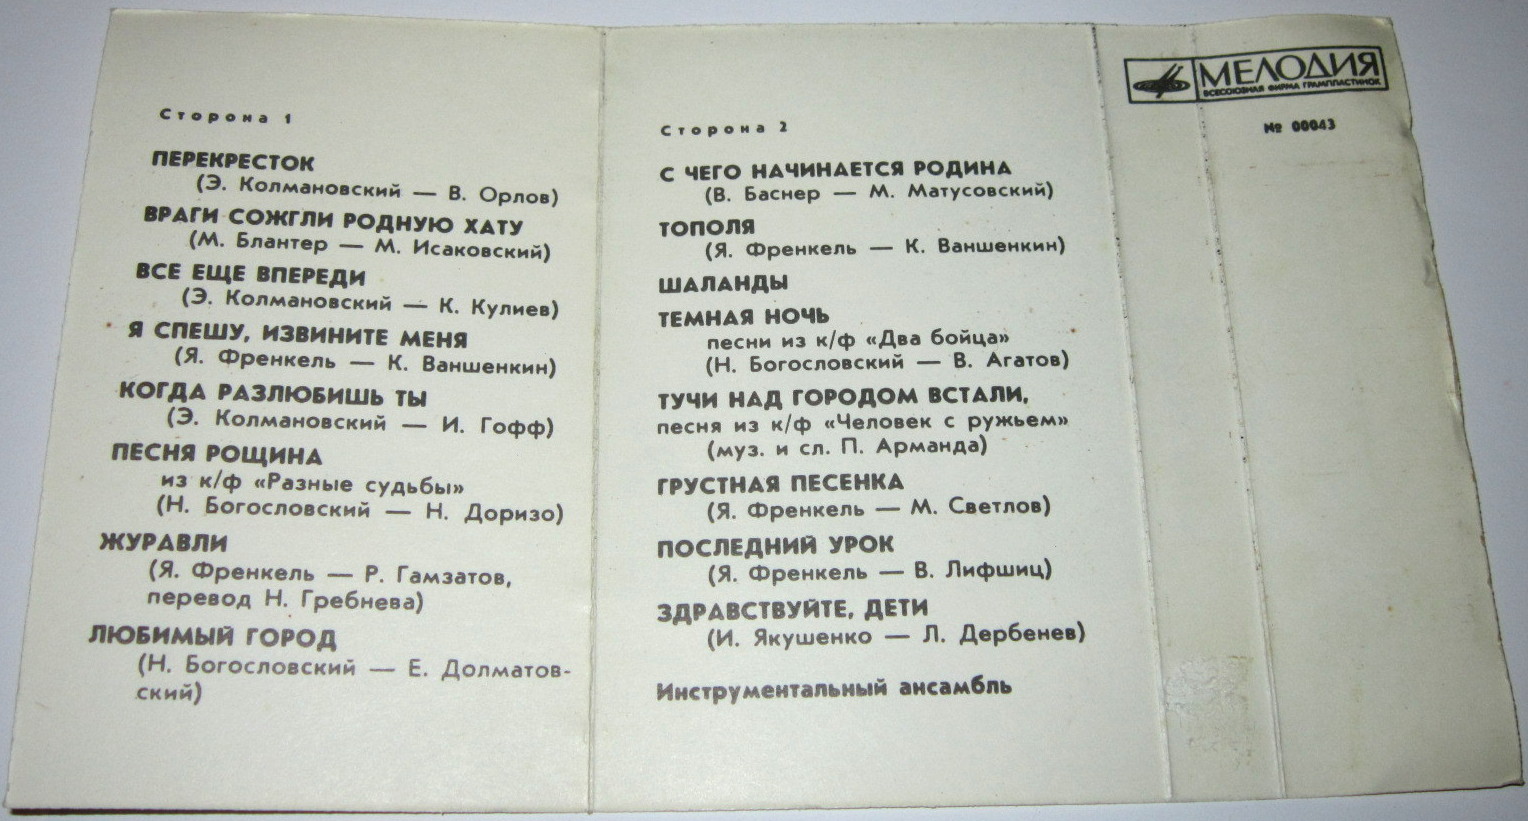 Сторона 1
ПЕРЕКРЕСТОК
(Э. Колмановский — В. Орлов)
ВРАГИ СОЖГЛИ РОДНУЮ ХАТУ
(М. Блантер — М. Исаковский)
ВСЕ ЕЩЕ ВПЕРЕДИ
(Э. Колмановский — К. Кулиев)
Я СПЕШУ, ИЗВИНИТЕ МЕНЯ
(Я. Френкель — К. Ваншенкин)
КОГДА РАЗЛЮБИШЬ ТЫ
(Э. Колмановский — И. Гофф)
ПЕСНЯ РОЩИНА
из к/ф «Разные судьбы»
(Н. Богословский — Н. Доризо)
ЖУРАВЛИ
(Я. Френкель — Р. Гамзатов,
перевод Н. Гребнева)
ЛЮБИМЫЙ ГОРОД
(Н. Богословский — Е. Долматов-
ский)
Сторона 2
С ЧЕГО НАЧИНАЕТСЯ РОДИНА
(В. Баснер — М. Матусовский)
ТОПОЛЯ
(Я. Френкель — К. Ваншенкин)
ШАЛАНДЫ
ТЕМНАЯ НОЧЬ
песни из к/ф «Два бойца»
(Н. Богословский — В. Агатов)
ТУЧИ НАД ГОРОДОМ ВСТАЛИ,
песня из к/ф «Человек с ружьем»
(муз. и сл. П. Арманда)
ГРУСТНАЯ ПЕСЕНКА
(Я. Френкель — М. Светлов)
ПОСЛЕДНИЙ УРОК
(Я. Френкель — В. Лифшиц)
ЗДРАВСТВУЙТЕ, ДЕТИ
(И. Якушенко — Л. Дербенев)
Инструментальный ансамбль
МЕЛОДИЯ
ВСЕСОЮЗНАЯ ФИРМА ГРАМПЛАСТИНОК
№ 00043